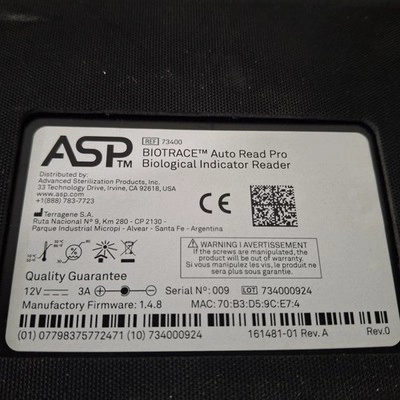 ASP™
REF 73400
BIOTRACE™ Auto Read Pro
Biological Indicator Reader
Distributed by:
Advanced Sterilization Products, Inc.
33 Technology Drive, Irvine, CA 92618, USA
www.asp.com
+1(888) 783-7723
Terragene S.A.
Ruta Nacional Nº 9, Km 280 - CP 2130 -
Parque Industrial Micropi - Alvear - Santa Fe - Argentina
CE
WARNING I AVERTISSEMENT
If the screws are manipulated, the
product will be out of warranty.
Si vous manipulez les vis, il ne
sera plus sous garantie.
Quality Guarantee
12V 3A
Serial Nº: 009 LOT 734000924
Manufactory Firmware: 1.4.8
MAC: 70:B3:D5:9C:E7:4
(01) 07798375772471 (10) 734000924
161481-01 Rev.A
Rev.0